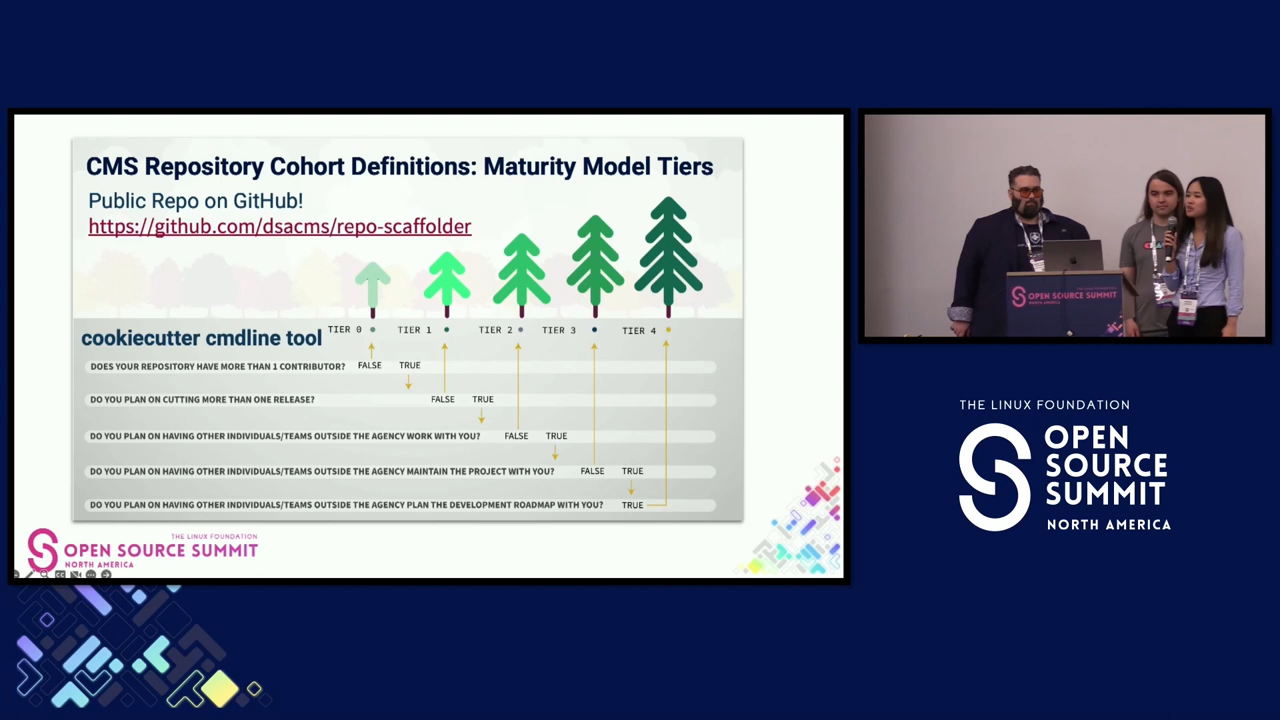 CMS Repository Cohort Definitions: Maturity Model Tiers
Public Repo on GitHub!
https://github.com/dsacms/repo-scaffolder
cookiecutter cmdline tool
TIER 0
TIER 1
TIER 2
TIER 3
TIER 4
DOES YOUR REPOSITORY HAVE MORE THAN 1 CONTRIBUTOR? FALSE TRUE
DO YOU PLAN ON CUTTING MORE THAN ONE RELEASE? FALSE TRUE
DO YOU PLAN ON HAVING OTHER INDIVIDUALS/TEAMS OUTSIDE THE AGENCY WORK WITH YOU? FALSE TRUE
DO YOU PLAN ON HAVING OTHER INDIVIDUALS/TEAMS OUTSIDE THE AGENCY MAINTAIN THE PROJECT WITH YOU? FALSE TRUE
DO YOU PLAN ON HAVING OTHER INDIVIDUALS/TEAMS OUTSIDE THE AGENCY PLAN THE DEVELOPMENT ROADMAP WITH YOU? TRUE
THE LINUX FOUNDATION
OPEN SOURCE SUMMIT
NORTH AMERICA
THE LINUX FOUNDATION
OPEN SOURCE SUMMIT
NORTH AMERICA
THE LINUX FOUNDATION
OPEN
SOURCE
SUMMIT
NORTH AMERICA